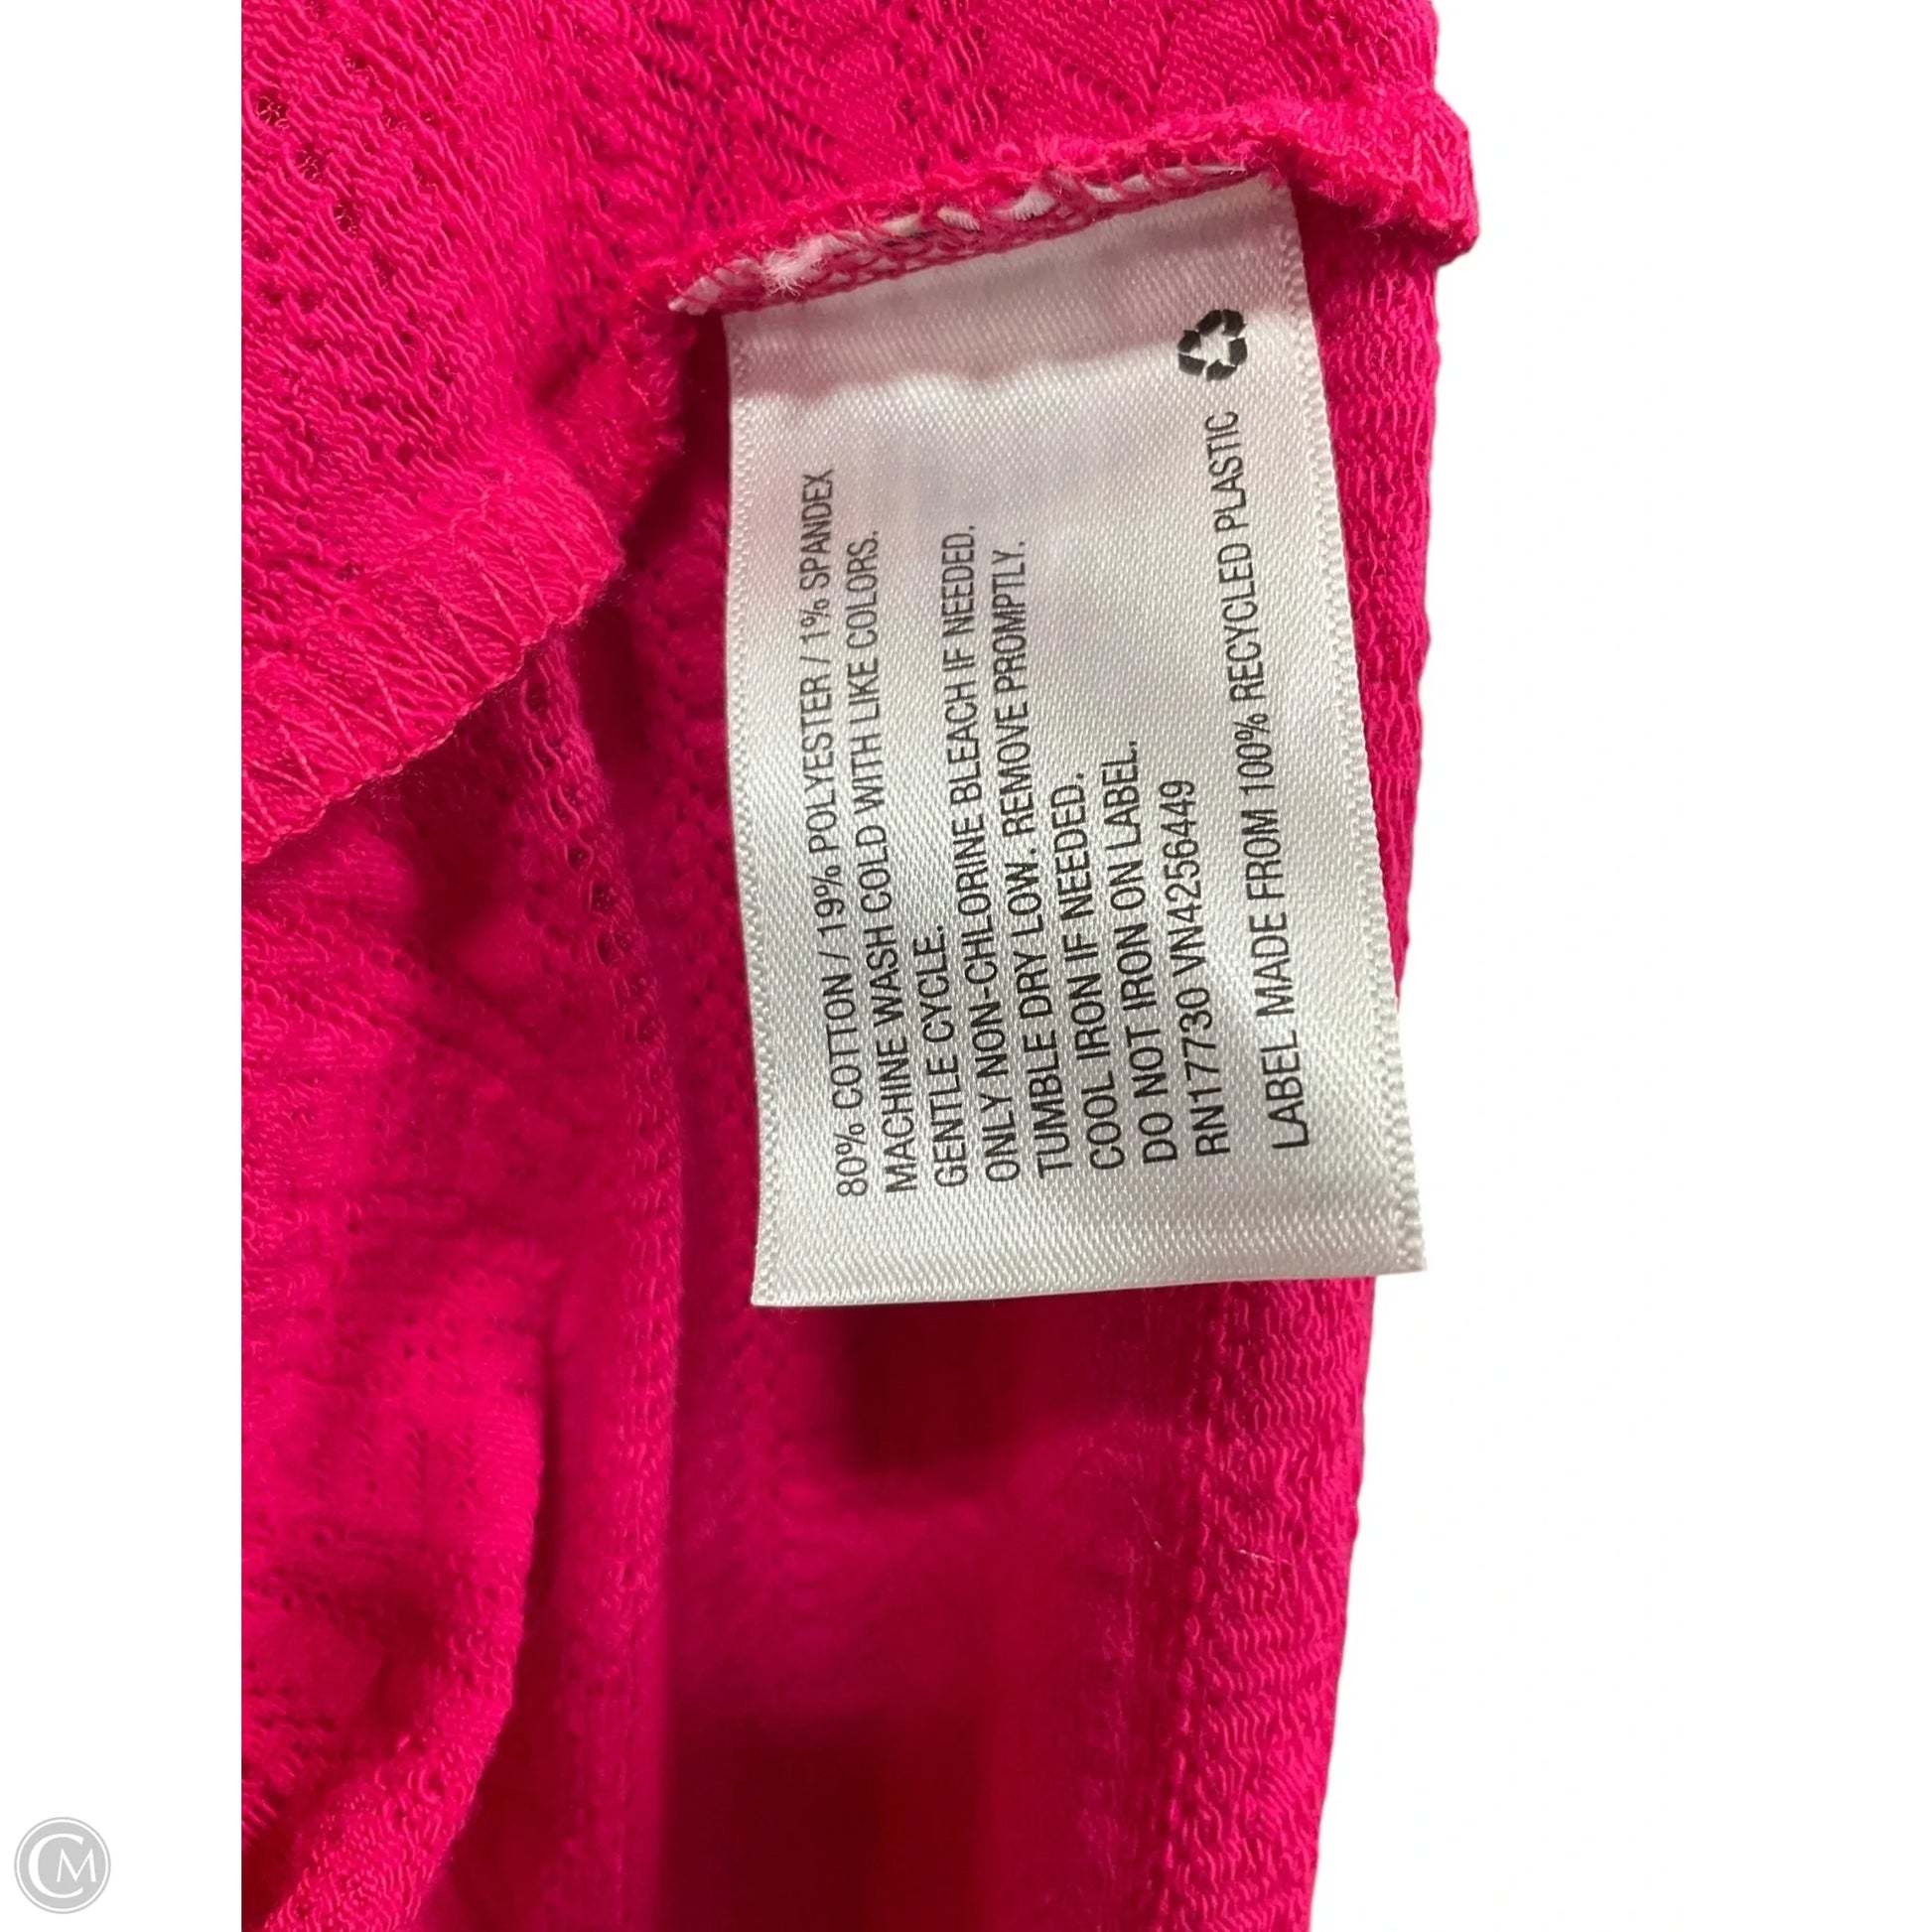 80% COTTON / 19% POLYESTER / 1% SPANDEX
MACHINE WASH COLD WITH LIKE COLORS.
GENTLE CYCLE.
ONLY NON-CHLORINE BLEACH IF NEEDED.
TUMBLE DRY LOW. REMOVE PROMPTLY.
COOL IRON IF NEEDED.
DO NOT IRON ON LABEL.
RN17730 VN4256449
LABEL MADE FROM 100% RECYCLED PLASTIC
CM